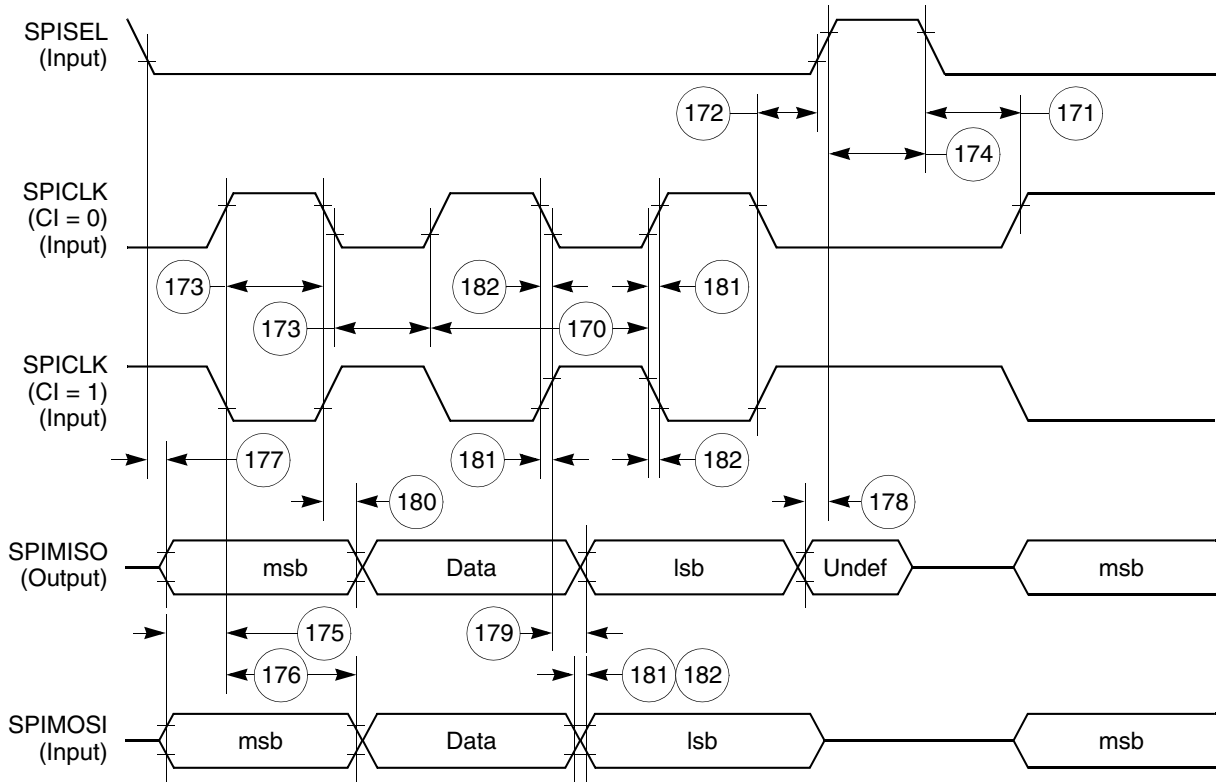 SPISEL
(Input)
172
171
174
SPICLK
(CI = 0)
(Input)
173
182
181
173
170
SPICLK
(CI = 1)
(Input)
177
181
182
180
178
SPIMISO
(Output)
msb
Data
lsb
Undef
msb
175
179
176
181
182
SPIMOSI
(Input)
msb
Data
lsb
msb